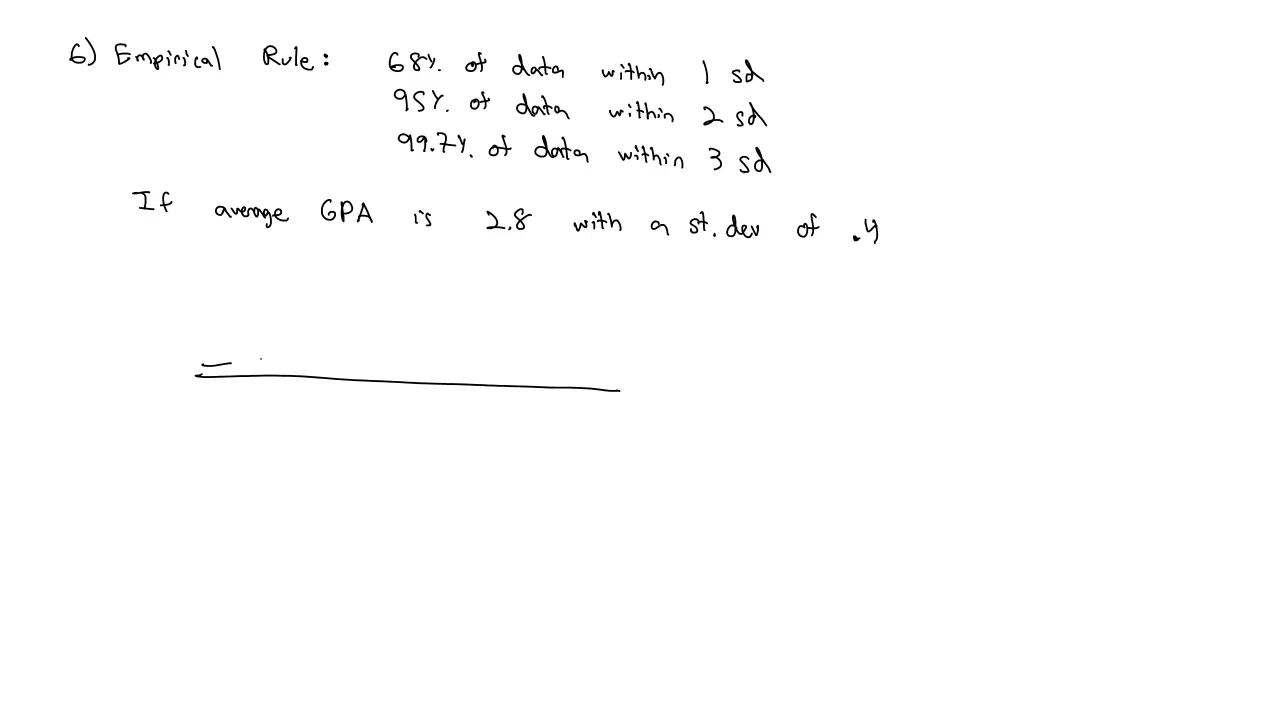 6) Empirical Rule: 68% of data within 1 sd
95% of data within 2 sd
99.7% of data within 3 sd
If average GPA is 2.8 with a st. dev of .4